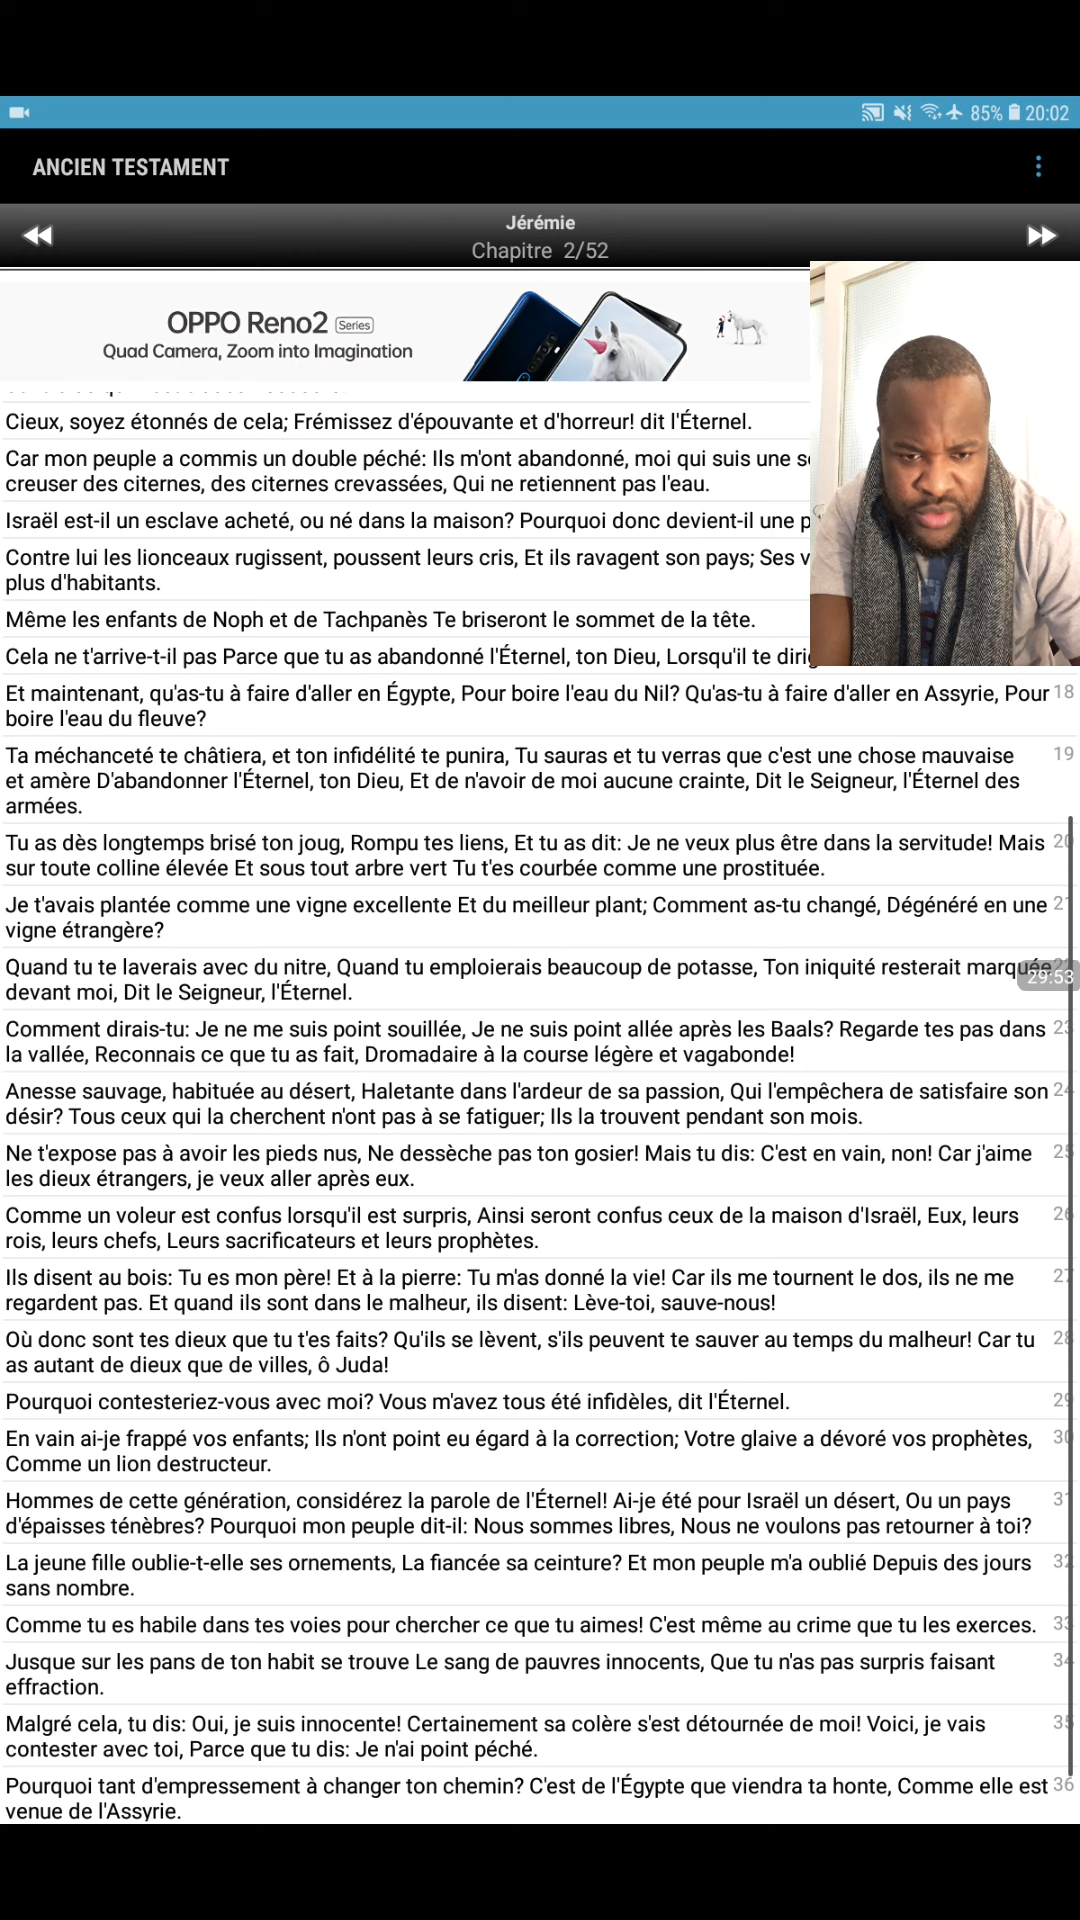 85% 20:02
ANCIEN TESTAMENT
Jérémie
Chapitre 2/52
OPPO Reno2 Series
Quad Camera, Zoom into Imagination
Cieux, soyez étonnés de cela; Frémissez d'épouvante et d'horreur! dit l'Éternel.
Car mon peuple a commis un double péché: Ils m'ont abandonné, moi qui suis une
creuser des citernes, des citernes crevassées, Qui ne retiennent pas l'eau.
Israël est-il un esclave acheté, ou né dans la maison? Pourquoi donc devient-il une
Contre lui les lionceaux rugissent, poussent leurs cris, Et ils ravagent son pays; Ses
plus d'habitants.
Même les enfants de Noph et de Tachpanès Te briseront le sommet de la tête.
Cela ne t'arrive-t-il pas Parce que tu as abandonné l'Éternel, ton Dieu, Lorsqu'il te
Et maintenant, qu'as-tu à faire d'aller en Égypte, Pour boire l'eau du Nil? Qu'as-tu à faire d'aller en Assyrie, Pour 18
boire l'eau du fleuve?
Ta méchanceté te châtiera, et ton infidélité te punira, Tu sauras et tu verras que c'est une chose mauvaise 19
et amère D'abandonner l'Éternel, ton Dieu, Et de n'avoir de moi aucune crainte, Dit le Seigneur, l'Éternel des
armées.
Tu as dès longtemps brisé ton joug, Rompu tes liens, Et tu as dit: Je ne veux plus être dans la servitude! Mais 20
sur toute colline élevée Et sous tout arbre vert Tu t'es courbée comme une prostituée.
Je t'avais plantée comme une vigne excellente Et du meilleur plant; Comment as-tu changé, Dégénéré en une 21
vigne étrangère?
Quand tu te laverais avec du nitre, Quand tu emploierais beaucoup de potasse, Ton iniquité resterait marquée
29:53
devant moi, Dit le Seigneur, l'Éternel.
Comment dirais-tu: Je ne me suis point souillée, Je ne suis point allée après les Baals? Regarde tes pas dans 23
la vallée, Reconnais ce que tu as fait, Dromadaire à la course légère et vagabonde!
Anesse sauvage, habituée au désert, Haletante dans l'ardeur de sa passion, Qui l'empêchera de satisfaire son 24
désir? Tous ceux qui la cherchent n'ont pas à se fatiguer; Ils la trouvent pendant son mois.
Ne t'expose pas à avoir les pieds nus, Ne dessèche pas ton gosier! Mais tu dis: C'est en vain, non! Car j'aime 25
les dieux étrangers, je veux aller après eux.
Comme un voleur est confus lorsqu'il est surpris, Ainsi seront confus ceux de la maison d'Israël, Eux, leurs 26
rois, leurs chefs, Leurs sacrificateurs et leurs prophètes.
Ils disent au bois: Tu es mon père! Et à la pierre: Tu m'as donné la vie! Car ils me tournent le dos, ils ne me 27
regardent pas. Et quand ils sont dans le malheur, ils disent: Lève-toi, sauve-nous!
Où donc sont tes dieux que tu t'es faits? Qu'ils se lèvent, s'ils peuvent te sauver au temps du malheur! Car tu 28
as autant de dieux que de villes, ô Juda!
Pourquoi contesteriez-vous avec moi? Vous m'avez tous été infidèles, dit l'Éternel. 29
En vain ai-je frappé vos enfants; Ils n'ont point eu égard à la correction; Votre glaive a dévoré vos prophètes, 30
Comme un lion destructeur.
Hommes de cette génération, considérez la parole de l'Éternel! Ai-je été pour Israël un désert, Ou un pays 31
d'épaisses ténèbres? Pourquoi mon peuple dit-il: Nous sommes libres, Nous ne voulons pas retourner à toi?
La jeune fille oublie-t-elle ses ornements, La fiancée sa ceinture? Et mon peuple m'a oublié Depuis des jours 32
sans nombre.
Comme tu es habile dans tes voies pour chercher ce que tu aimes! C'est même au crime que tu les exerces. 33
Jusque sur les pans de ton habit se trouve Le sang de pauvres innocents, Que tu n'as pas surpris faisant 34
effraction.
Malgré cela, tu dis: Oui, je suis innocente! Certainement sa colère s'est détournée de moi! Voici, je vais 35
contester avec toi, Parce que tu dis: Je n'ai point péché.
Pourquoi tant d'empressement à changer ton chemin? C'est de l'Égypte que viendra ta honte, Comme elle est 36
venue de l'Assyrie.